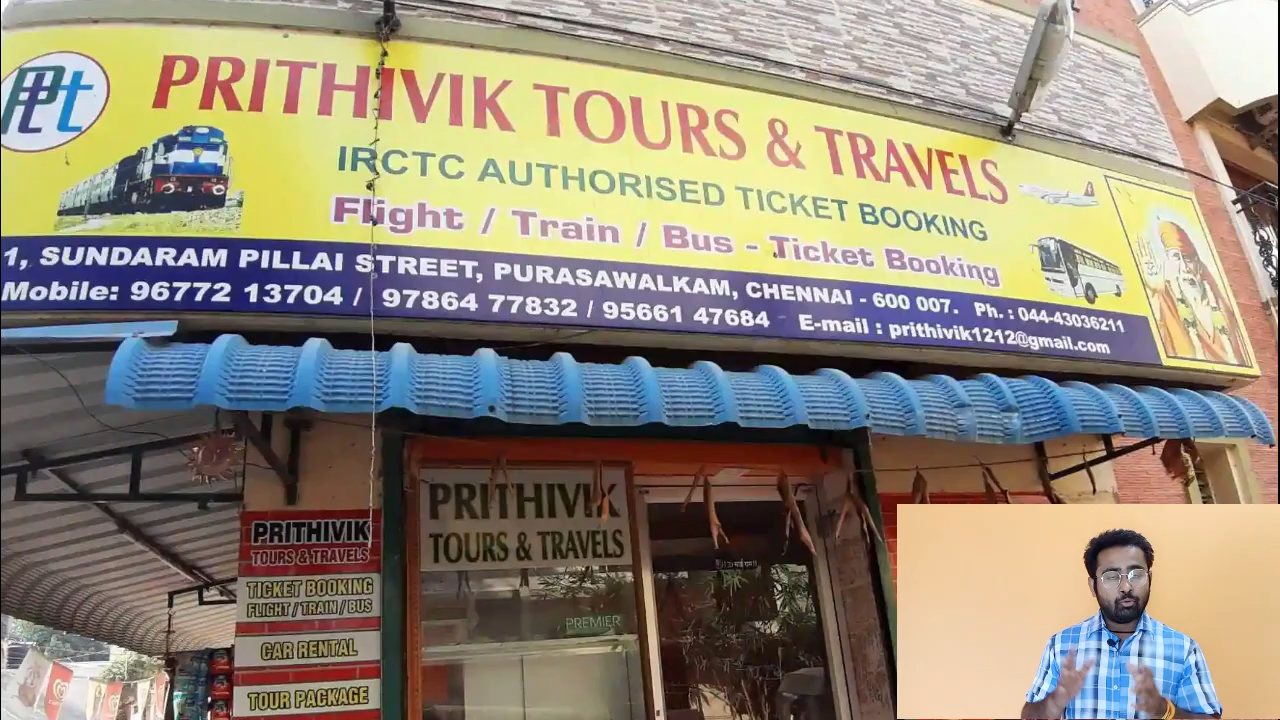 Ptt
PRITHIVIK TOURS & TRAVELS
IRCTC AUTHORISED TICKET BOOKING
Flight / Train / Bus - Ticket Booking
1, SUNDARAM PILLAI STREET, PURASAWALKAM, CHENNAI - 600 007. Ph. : 044-43036211
Mobile: 96772 13704 / 97864 77832 / 95661 47684 E-mail : prithivik1212@gmail.com
PRITHIVIK
TOURS & TRAVELS
PRITHIVIK
TOURS & TRAVELS
TICKET BOOKING
FLIGHT / TRAIN / BUS
CAR RENTAL
TOUR PACKAGE
PREMIER